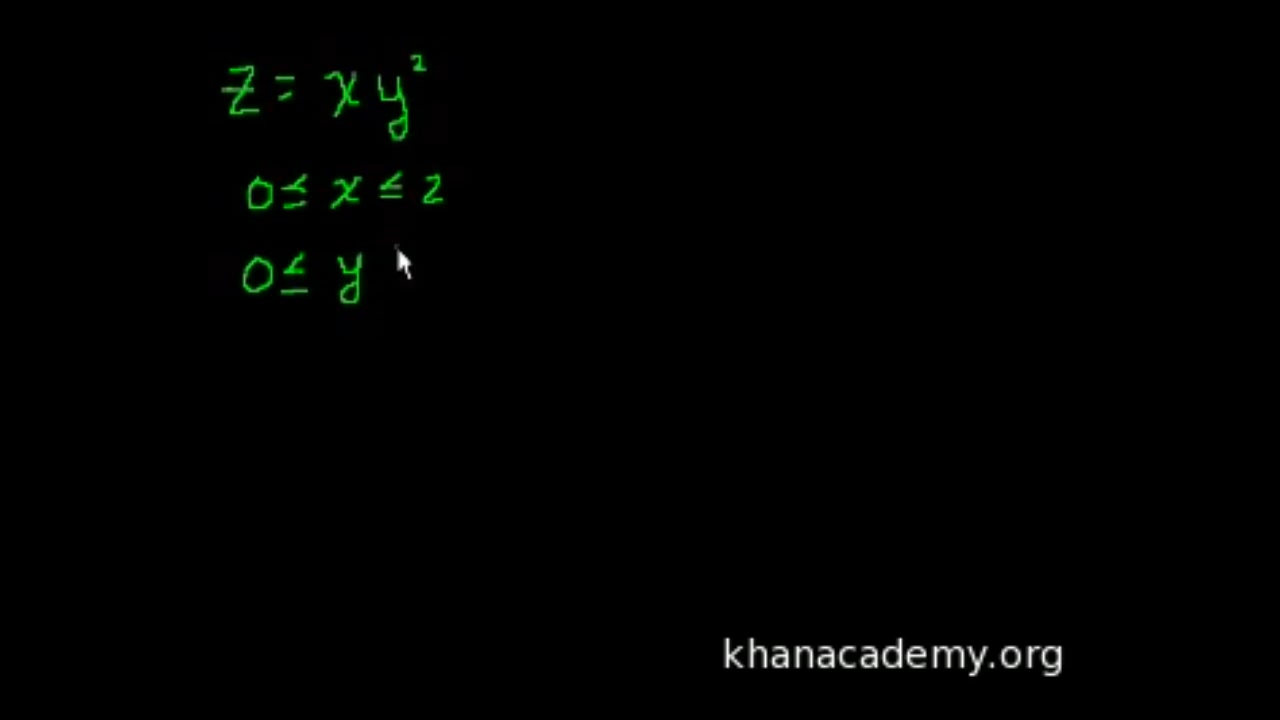 z = xy²
0 ≤ x ≤ 2
0 ≤ y
khanacademy.org